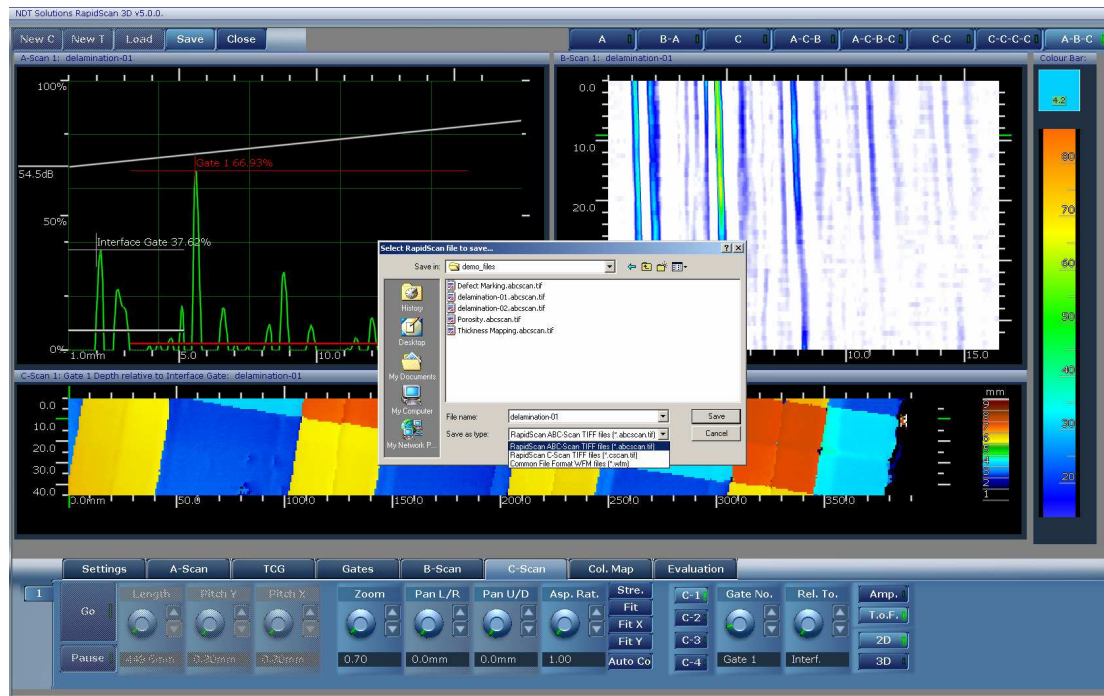 NDT Solutions RapidScan 3D v5.0.0.
New C New T Load Save Close
A B-A C A-C-B A-C-B-C C-C C-C-C-C A-B-C
A-Scan 1: delamination-01
B-Scan 1: delamination-01
Colour Bar:
100%
54.5dB
50%
0%
Gate 1 66.93%
Interface Gate 37.62%
1.0mm 5.0 10.0
0.0
10.0
20.0
10.0 15.0
4.2
80
70
60
50
40
30
20
Select RapidScan file to save...
Save in: demo_files
History
Desktop
My Documents
My Computer
My Network P...
Defect Marking.abcscan.tif
delamination-01.abcscan.tif
delamination-02.abcscan.tif
Porosity.abcscan.tif
Thickness Mapping.abcscan.tif
File name: delamination-01 Save
Save as type: RapidScan ABC-Scan TIFF files (*.abcscan.tif) Cancel
RapidScan ABC-Scan TIFF files (*.abcscan.tif)
RapidScan C-Scan TIFF files (*.cscan.tif)
Common File Format WFM files (*.wfm)
C-Scan 1: Gate 1 Depth relative to Interface Gate: delamination-01
0.0
10.0
20.0
30.0
40.0
0.0mm 50.0 100.0 150.0 200.0 250.0 300.0 350.0
mm
1
Settings A-Scan TCG Gates B-Scan C-Scan Col. Map Evaluation
1
Go
Pause
Length Pitch Y Pitch X Zoom Pan L/R Pan U/D Asp. Rat.
449.6mm 0.20mm 0.20mm 0.70 0.0mm 0.0mm 1.00
Stre.
Fit
Fit X
Fit Y
Auto Co
C-1
C-2
C-3
C-4
Gate No. Rel. To.
Gate 1 Interf.
Amp.
T.o.F.
2D
3D